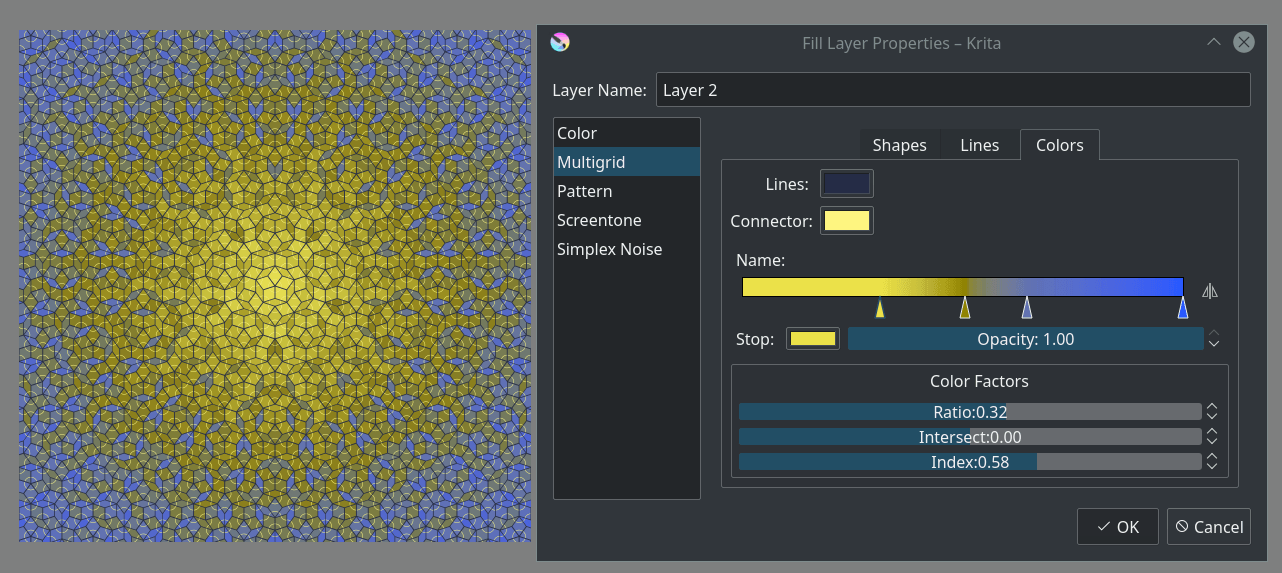 Fill Layer Properties – Krita
Layer Name: Layer 2
Color
Multigrid
Pattern
Screentone
Simplex Noise
Shapes Lines Colors
Lines:
Connector:
Name:
Stop: Opacity: 1.00
Color Factors
Ratio:0.32
Intersect:0.00
Index:0.58
OK Cancel